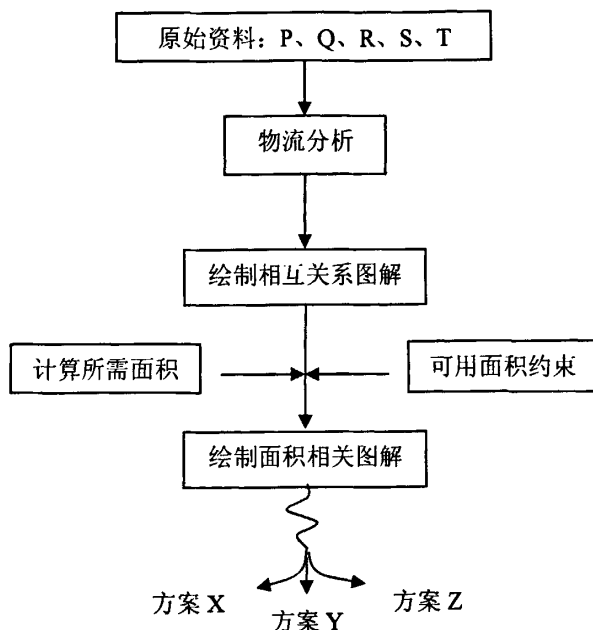 原始资料：P、Q、R、S、T
物流分析
绘制相互关系图解
计算所需面积
可用面积约束
绘制面积相关图解
方案 X
方案 Y
方案 Z